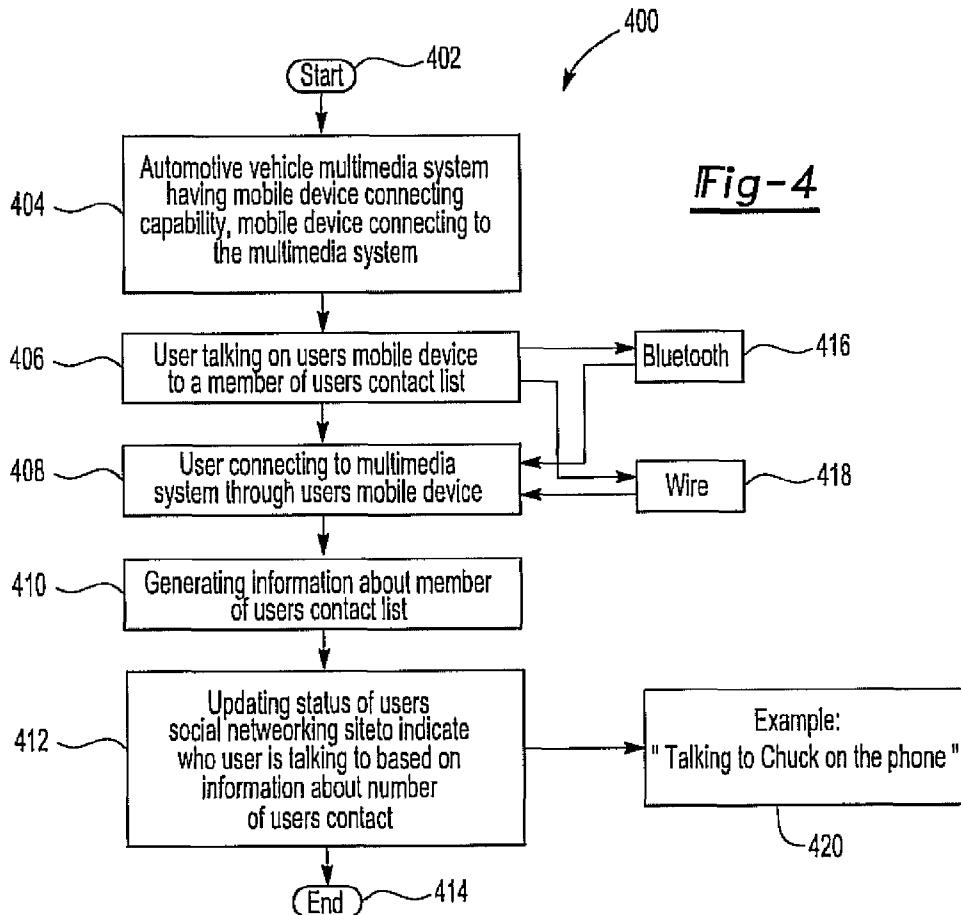 400
Start
402
Fig-4
Automotive vehicle multimedia system
having mobile device connecting
capability, mobile device connecting to
the multimedia system
404
User talking on users mobile device
to a member of users contact list
406
Bluetooth
416
User connecting to multimedia
system through users mobile device
408
Wire
418
Generating information about member
of users contact list
410
Updating status of users
social networking siteto indicate
who user is talking to based on
information about number
of users contact
412
Example:
" Talking to Chuck on the phone "
420
End
414